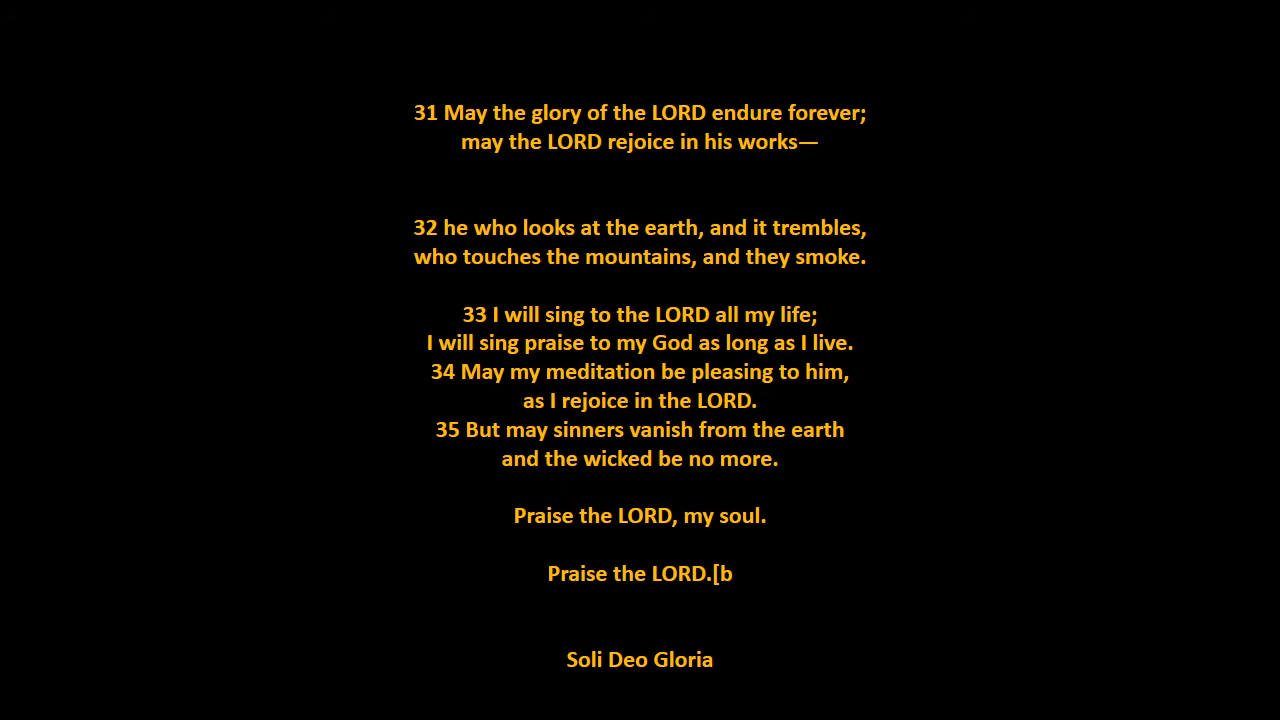 31 May the glory of the LORD endure forever;
may the LORD rejoice in his works—
32 he who looks at the earth, and it trembles,
who touches the mountains, and they smoke.
33 I will sing to the LORD all my life;
I will sing praise to my God as long as I live.
34 May my meditation be pleasing to him,
as I rejoice in the LORD.
35 But may sinners vanish from the earth
and the wicked be no more.
Praise the LORD, my soul.
Praise the LORD.[b
Soli Deo Gloria